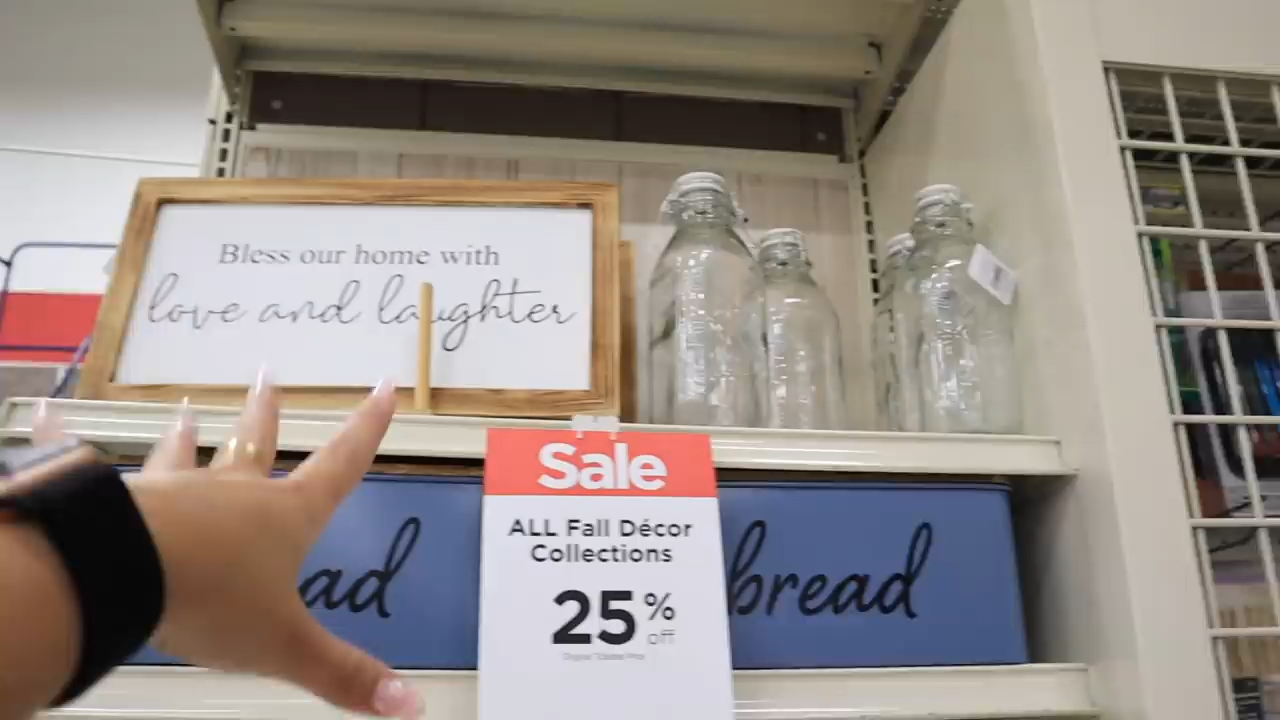 Bless our home with
love and laughter
Sale
ALL Fall Décor
Collections
25%
off
ad
bread